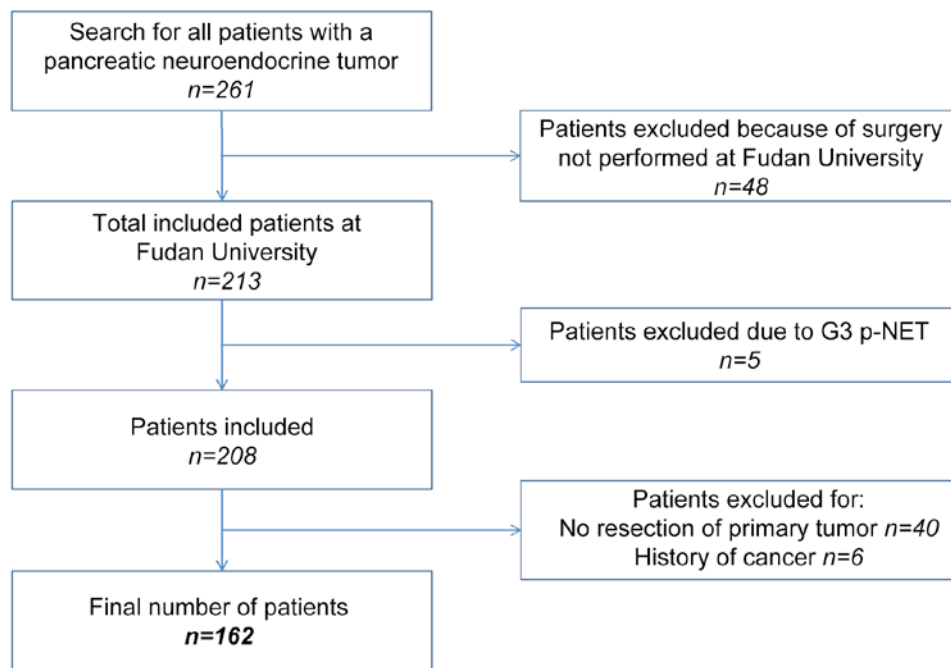 Search for all patients with a
pancreatic neuroendocrine tumor
n=261
Patients excluded because of surgery
not performed at Fudan University
n=48
Total included patients at
Fudan University
n=213
Patients excluded due to G3 p-NET
n=5
Patients included
n=208
Patients excluded for:
No resection of primary tumor n=40
History of cancer n=6
Final number of patients
n=162